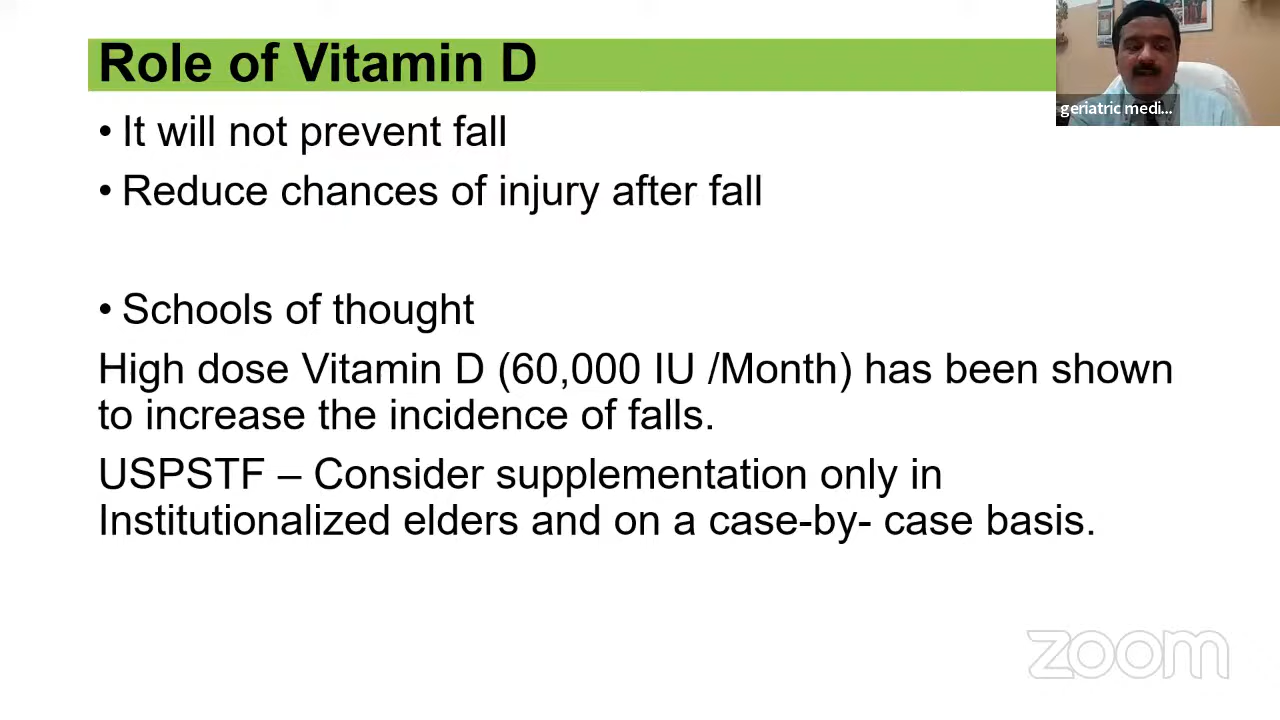 Role of Vitamin D
geriatric medi...
• It will not prevent fall
• Reduce chances of injury after fall
• Schools of thought
High dose Vitamin D (60,000 IU /Month) has been shown
to increase the incidence of falls.
USPSTF – Consider supplementation only in
Institutionalized elders and on a case-by- case basis.
zoom